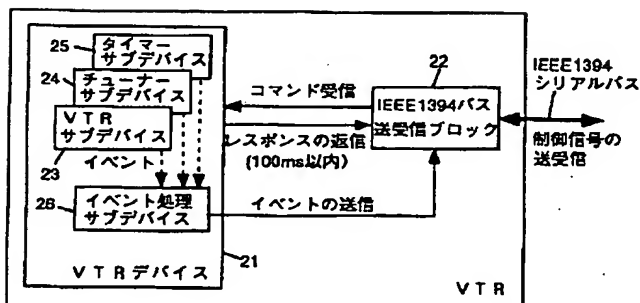 25
タイマー
サブデバイス
24
チューナー
サブデバイス
VTR
サブデバイス
23
イベント
26
イベント処理
サブデバイス
21
VTRデバイス
コマンド受信
レスポンスの返信
(100ms以内)
イベントの送信
22
IEEE1394バス
送受信ブロック
IEEE1394
シリアルバス
制御信号の
送受信
VTR